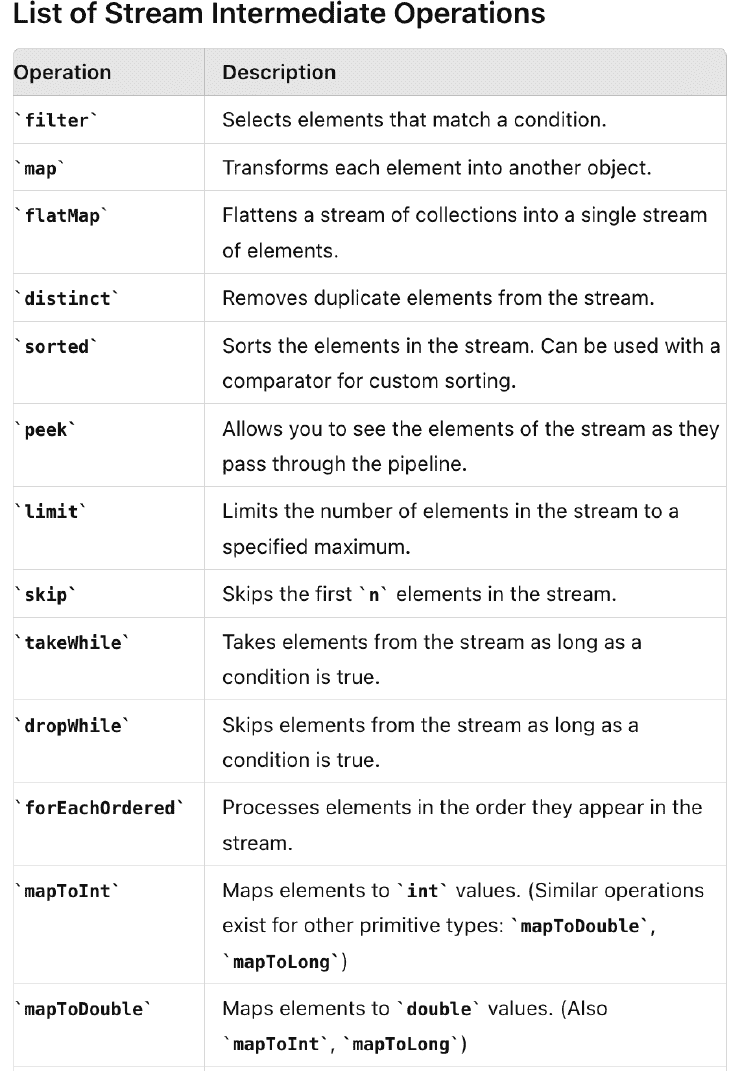 List of Stream Intermediate Operations
Operation Description
`filter` Selects elements that match a condition.
`map` Transforms each element into another object.
`flatMap` Flattens a stream of collections into a single stream
of elements.
`distinct` Removes duplicate elements from the stream.
`sorted` Sorts the elements in the stream. Can be used with a
comparator for custom sorting.
`peek` Allows you to see the elements of the stream as they
pass through the pipeline.
`limit` Limits the number of elements in the stream to a
specified maximum.
`skip` Skips the first `n` elements in the stream.
`takeWhile` Takes elements from the stream as long as a
condition is true.
`dropWhile` Skips elements from the stream as long as a
condition is true.
`forEachOrdered` Processes elements in the order they appear in the
stream.
`mapToInt` Maps elements to `int` values. (Similar operations
exist for other primitive types: `mapToDouble`,
`mapToLong`)
`mapToDouble` Maps elements to `double` values. (Also
`mapToInt`, `mapToLong`)